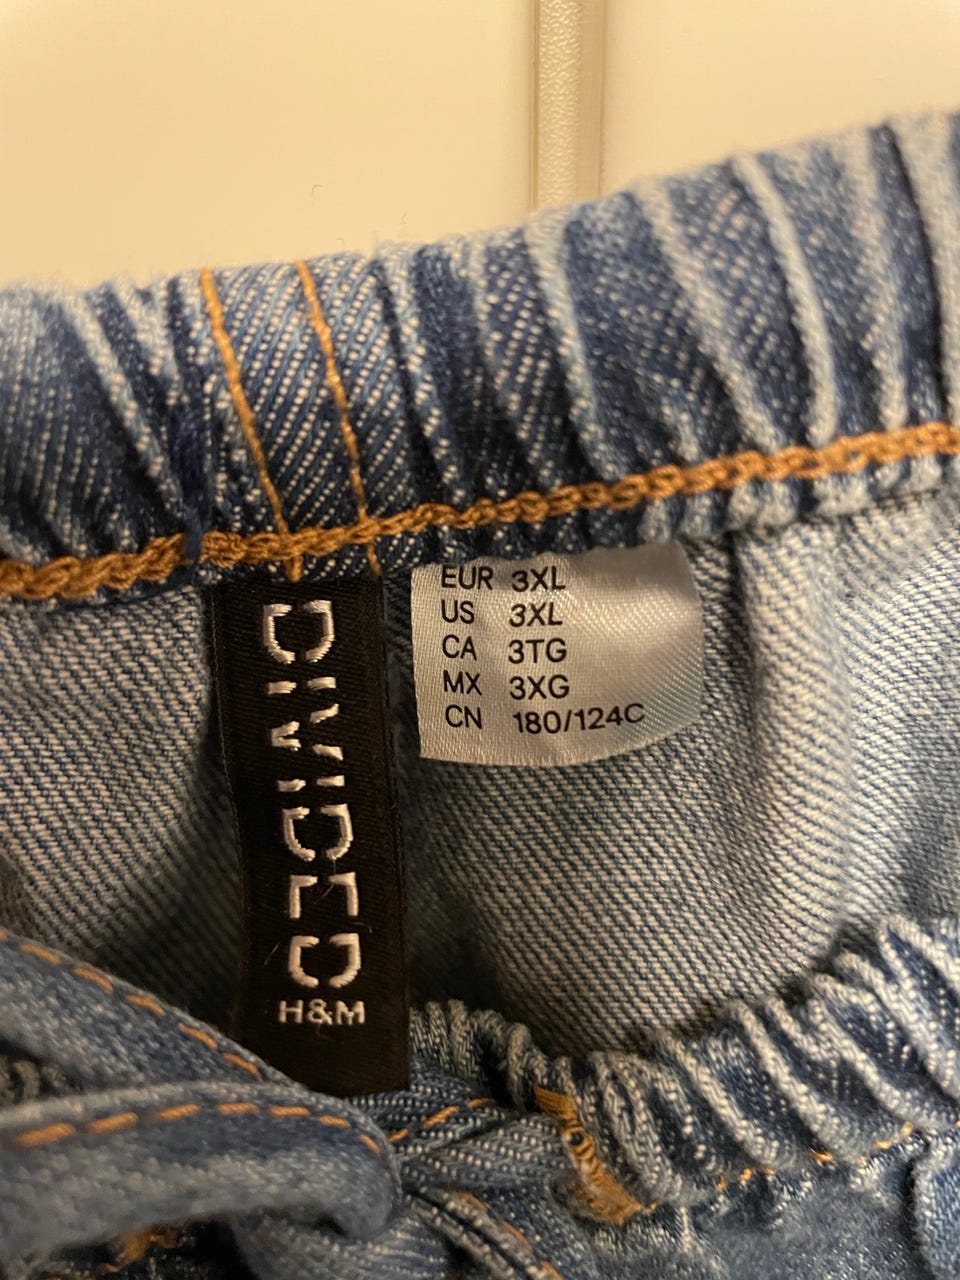 DIVIDED
H&M
EUR 3XL
US 3XL
CA 3TG
MX 3XG
CN 180/124C